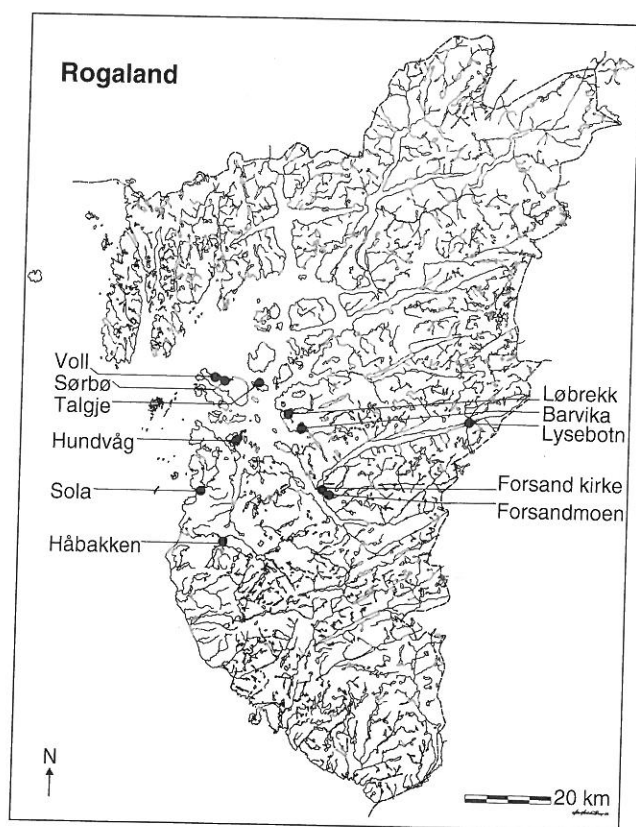 Rogaland
Voll
Sørbø
Talgje
Hundvåg
Sola
Håbakken
Løbrekk
Barvika
Lysebotn
Forsand kirke
Forsandmoen
N
20 km